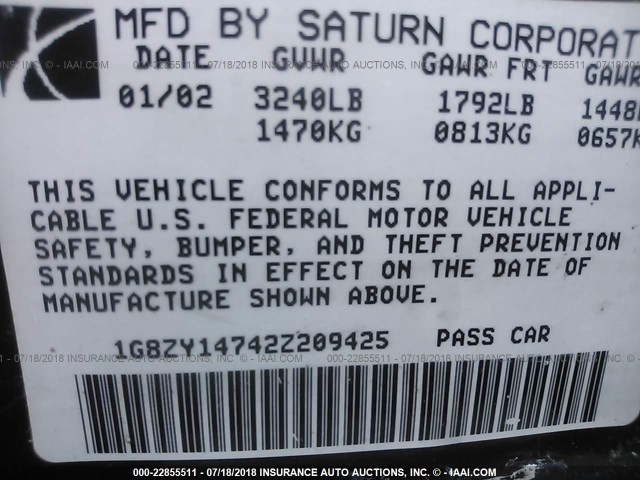 MFD BY SATURN CORPORAT
DATE GVWR GAWR FRT GAWR
01/02 3240LB 1792LB 1448
1470KG 0813KG 0657K
THIS VEHICLE CONFORMS TO ALL APPLI-
CABLE U.S. FEDERAL MOTOR VEHICLE
SAFETY, BUMPER, AND THEFT PREVENTION
STANDARDS IN EFFECT ON THE DATE OF
MANUFACTURE SHOWN ABOVE.
1G8ZY14742Z209425 PASS CAR
000-22855511 - 07/18/2018 INSURANCE AUTO AUCTIONS, INC. - © IAAI.COM